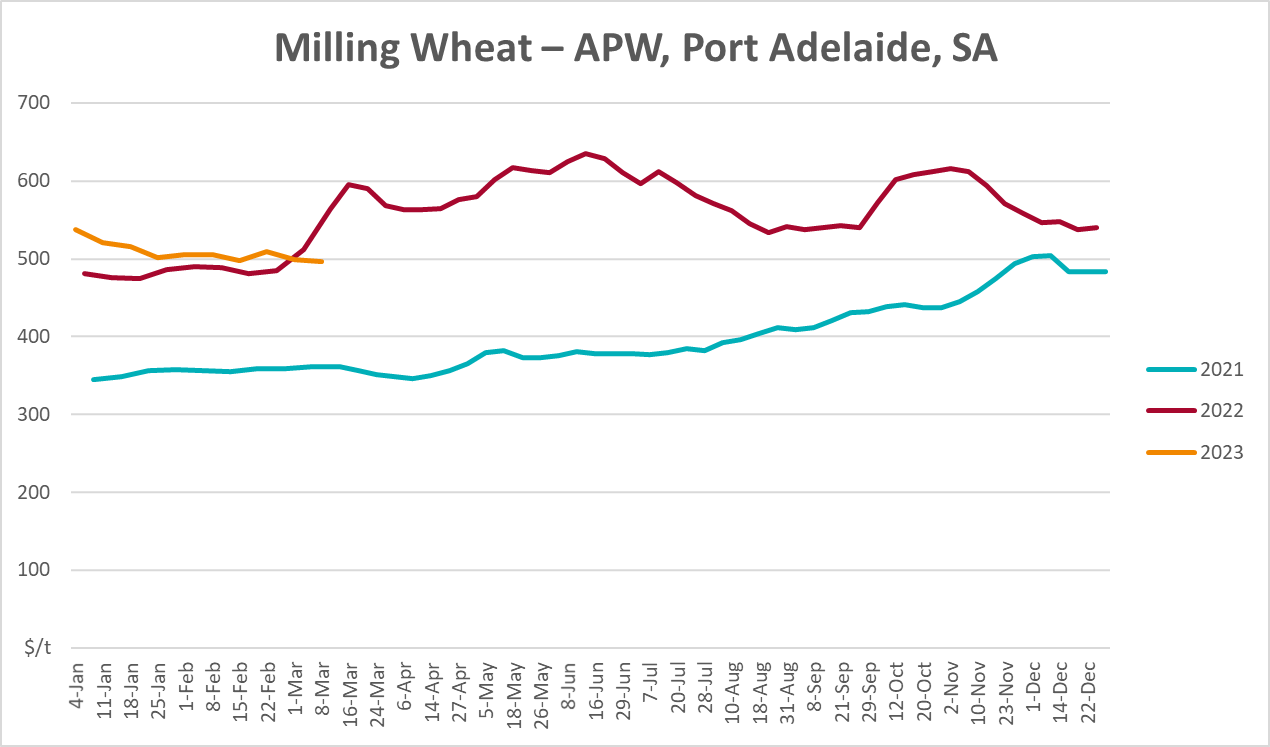 Milling Wheat – APW, Port Adelaide, SA
700
600
500
400
300
200
100
$/t
4-Jan
11-Jan
18-Jan
25-Jan
1-Feb
8-Feb
15-Feb
22-Feb
1-Mar
8-Mar
16-Mar
24-Mar
6-Apr
14-Apr
27-Apr
5-May
18-May
26-May
8-Jun
16-Jun
29-Jun
7-Jul
20-Jul
28-Jul
10-Aug
18-Aug
31-Aug
8-Sep
21-Sep
29-Sep
12-Oct
20-Oct
2-Nov
10-Nov
23-Nov
1-Dec
14-Dec
22-Dec
2021
2022
2023